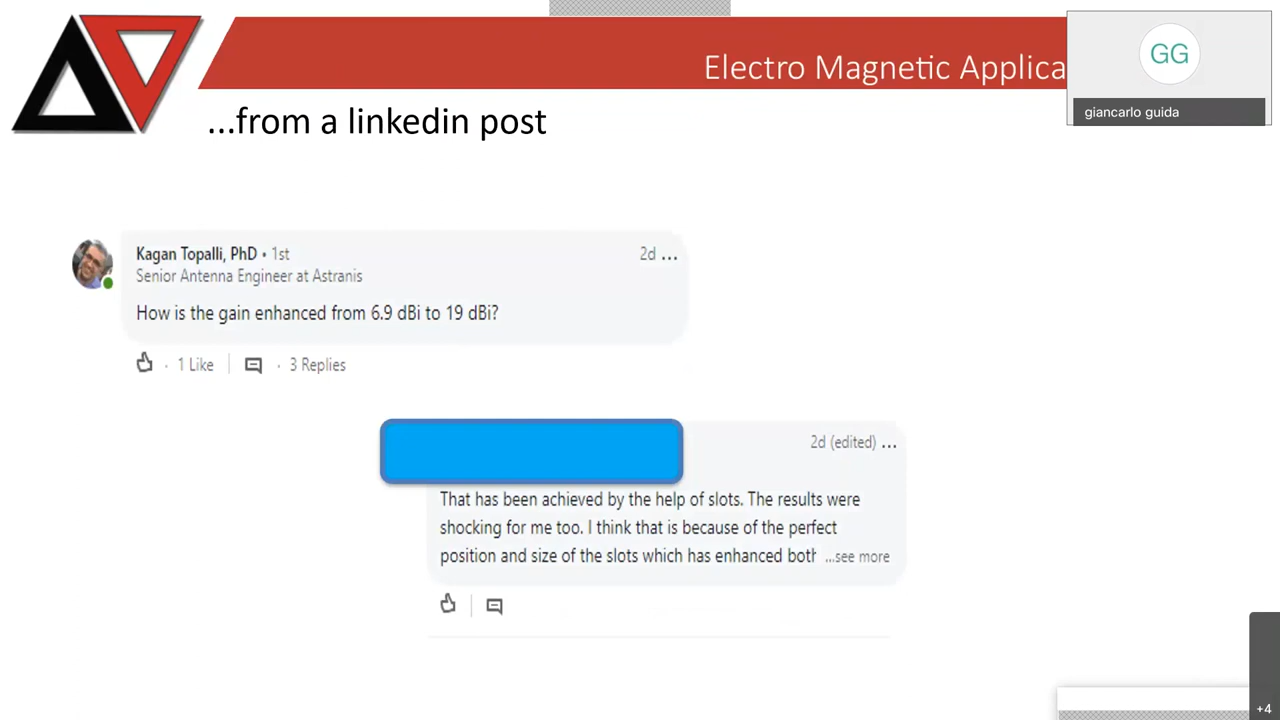 Electro Magnetic Applica
GG
giancarlo guida
...from a linkedin post
Kagan Topalli, PhD • 1st
2d ...
Senior Antenna Engineer at Astranis
How is the gain enhanced from 6.9 dBi to 19 dBi?
· 1 Like
· 3 Replies
2d (edited) ...
That has been achieved by the help of slots. The results were
shocking for me too. I think that is because of the perfect
position and size of the slots which has enhanced both ...see more
+4